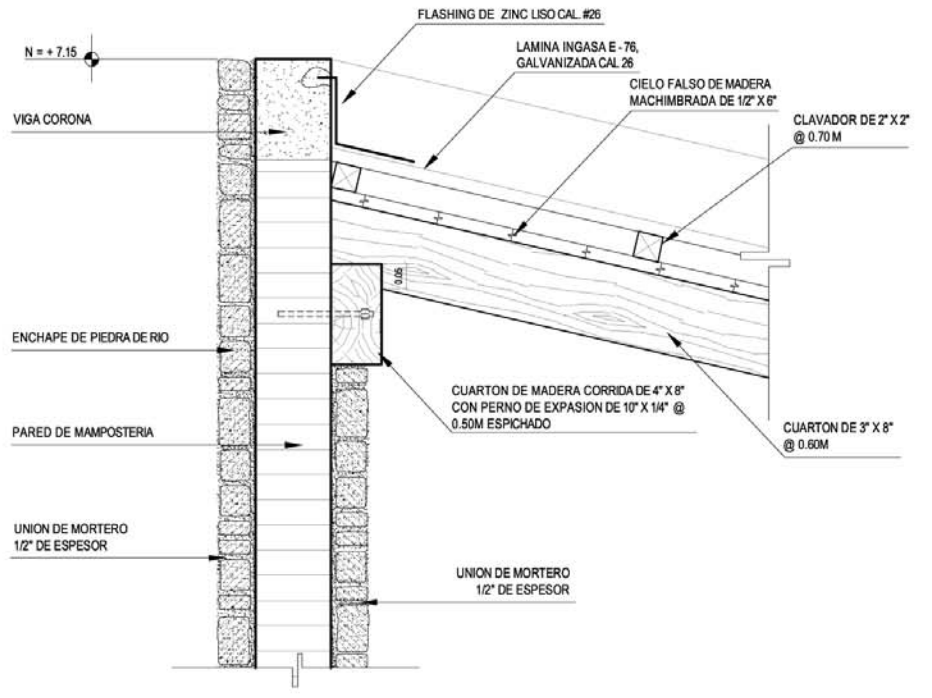 FLASHING DE ZINC LISO CAL. #26
N = + 7.15
LAMINA INGASA E - 76,
GALVANIZADA CAL 26
CIELO FALSO DE MADERA
MACHIMBRADA DE 1/2" X 6"
CLAVADOR DE 2" X 2"
@ 0.70 M
VIGA CORONA
0.05
ENCHAPE DE PIEDRA DE RIO
CUARTON DE MADERA CORRIDA DE 4" X 8"
CON PERNO DE EXPASION DE 10" X 1/4" @
0.50M ESPICHADO
CUARTON DE 3" X 8"
@ 0.60M
PARED DE MAMPOSTERIA
UNION DE MORTERO
1/2" DE ESPESOR
UNION DE MORTERO
1/2" DE ESPESOR